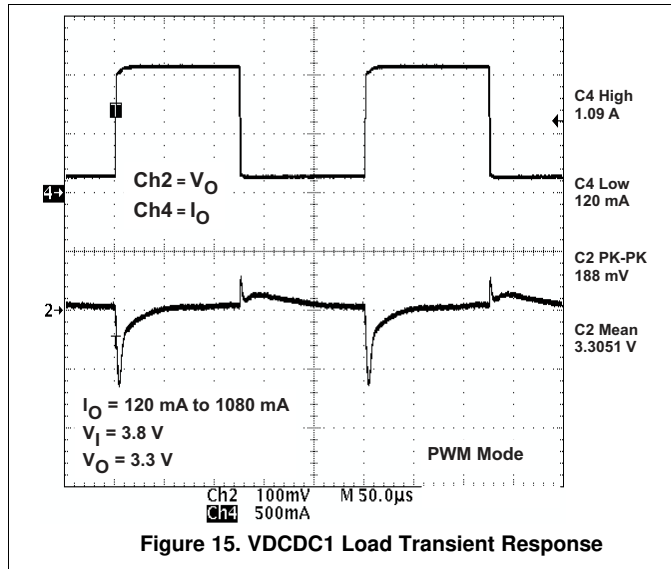 C4 High
1.09 A
T
4
Ch2 = VO
Ch4 = IO
C4 Low
120 mA
C2 PK-PK
188 mV
2
C2 Mean
3.3051 V
IO = 120 mA to 1080 mA
VI = 3.8 V
VO = 3.3 V
PWM Mode
Ch2 100mV M 50.0µs
Ch4 500mA
Figure 15. VDCDC1 Load Transient Response